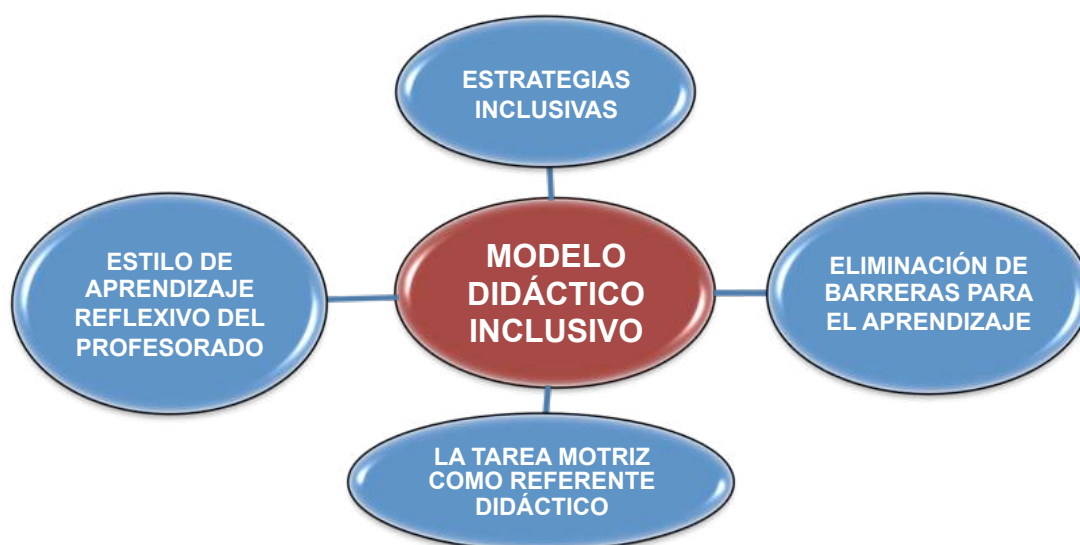 ESTRATEGIAS
INCLUSIVAS
ESTILO DE
APRENDIZAJE
REFLEXIVO DEL
PROFESORADO
MODELO
DIDÁCTICO
INCLUSIVO
ELIMINACIÓN DE
BARRERAS PARA
EL APRENDIZAJE
LA TAREA MOTRIZ
COMO REFERENTE
DIDÁCTICO